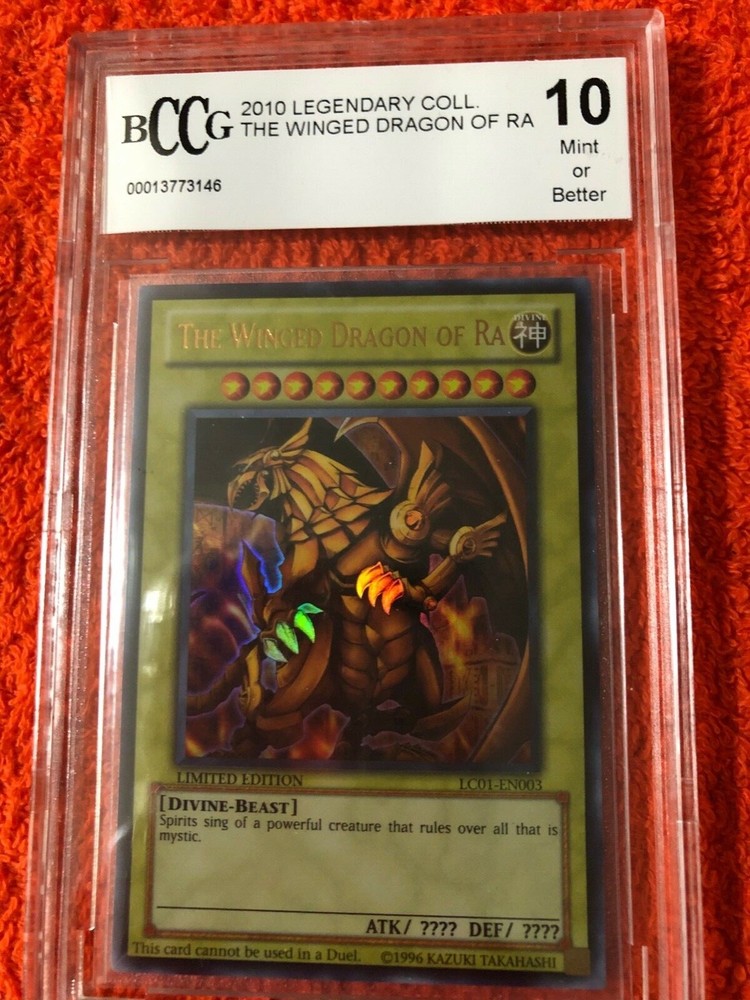 BCCG
2010 LEGENDARY COLL.
THE WINGED DRAGON OF RA
10
Mint
or
Better
00013773146
THE WINGED DRAGON OF RA
DIVINE
神
LIMITED EDITION
LC01-EN003
[DIVINE-BEAST]
Spirits sing of a powerful creature that rules over all that is
mystic.
ATK/ ???? DEF/ ????
This card cannot be used in a Duel.
©1996 KAZUKI TAKAHASHI